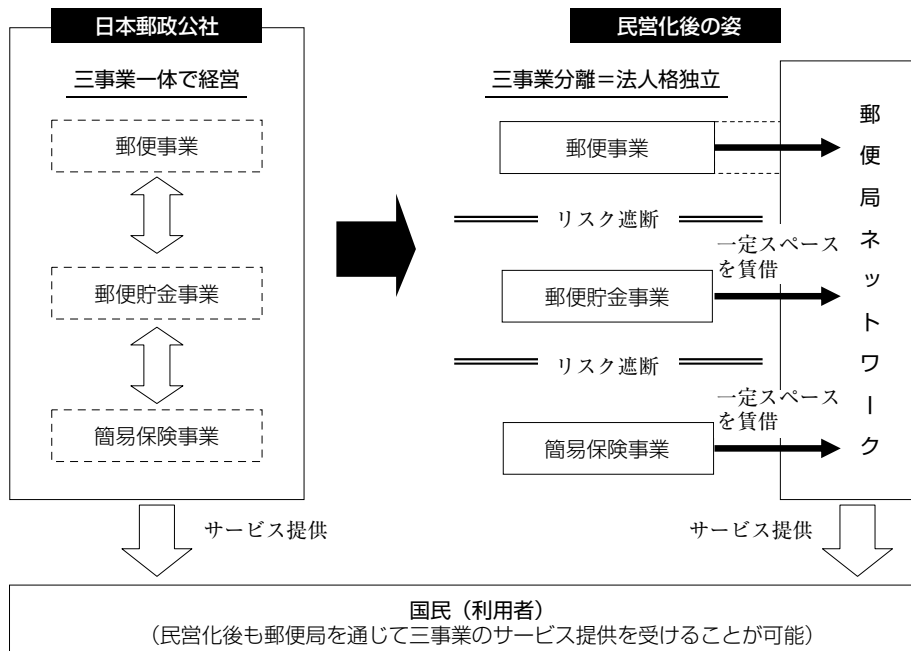 日本郵政公社
三事業一体で経営
郵便事業
郵便貯金事業
簡易保険事業
サービス提供
民営化後の姿
三事業分離＝法人格独立
郵便事業
リスク遮断
一定スペース
を賃借
郵便貯金事業
リスク遮断
一定スペース
を賃借
簡易保険事業
郵便局ネットワーク
サービス提供
国民（利用者）
（民営化後も郵便局を通じて三事業のサービス提供を受けることが可能）